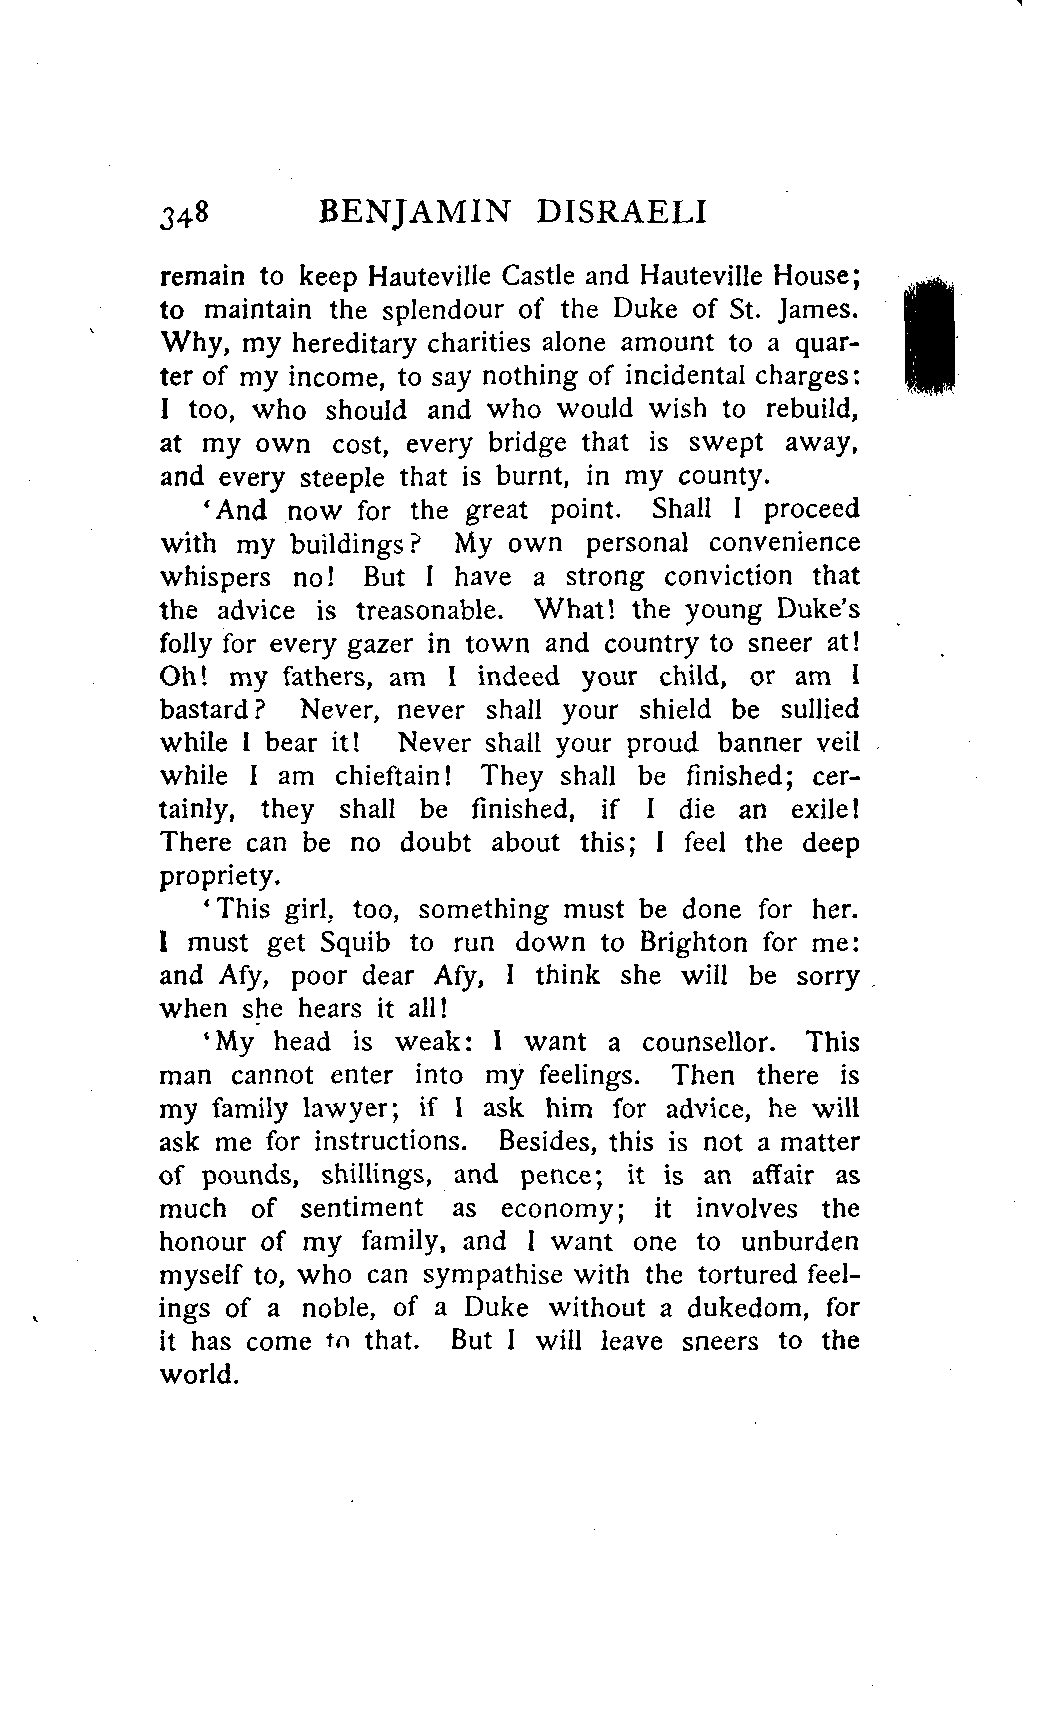 348 BENJAMIN DISRAELI
remain to keep Hauteville Castle and Hauteville House;
to maintain the splendour of the Duke of St. James.
Why, my hereditary charities alone amount to a quar-
ter of my income, to say nothing of incidental charges:
I too, who should and who would wish to rebuild,
at my own cost, every bridge that is swept away,
and every steeple that is burnt, in my county.
‘And now for the great point. Shall I proceed
with my buildings? My own personal convenience
whispers no! But I have a strong conviction that
the advice is treasonable. What! the young Duke's
folly for every gazer in town and country to sneer at!
Oh! my fathers, am I indeed your child, or am I
bastard? Never, never shall your shield be sullied
while I bear it! Never shall your proud banner veil
while I am chieftain! They shall be finished; cer-
tainly, they shall be finished, if I die an exile!
There can be no doubt about this; I feel the deep
propriety.
‘This girl, too, something must be done for her.
I must get Squib to run down to Brighton for me:
and Afy, poor dear Afy, I think she will be sorry
when she hears it all!
‘My head is weak: I want a counsellor. This
man cannot enter into my feelings. Then there is
my family lawyer; if I ask him for advice, he will
ask me for instructions. Besides, this is not a matter
of pounds, shillings, and pence; it is an affair as
much of sentiment as economy; it involves the
honour of my family, and I want one to unburden
myself to, who can sympathise with the tortured feel-
ings of a noble, of a Duke without a dukedom, for
it has come to that. But I will leave sneers to the
world.